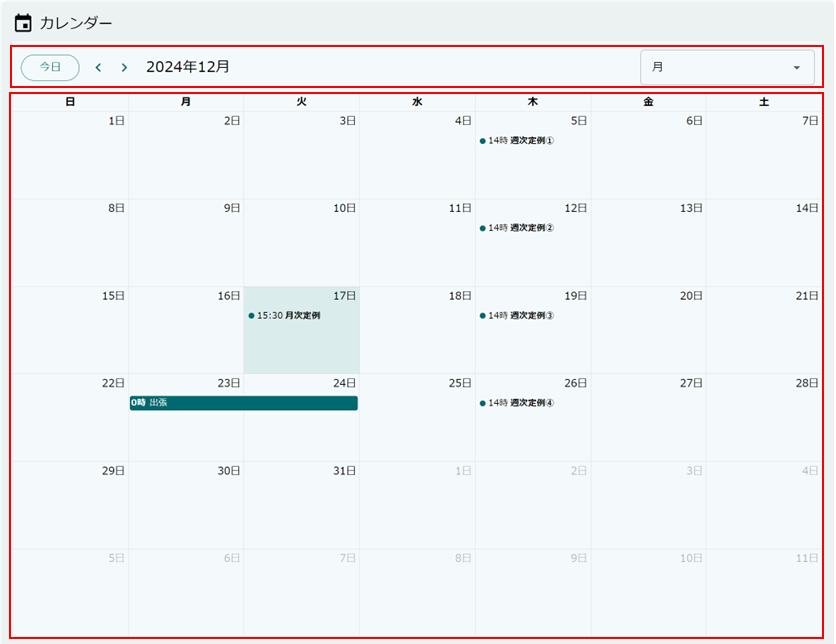 カレンダー
今日 2024年12月 月
日 月 火 水 木 金 土
1日 2日 3日 4日 5日 6日 7日
14時 週次定例①
8日 9日 10日 11日 12日 13日 14日
14時 週次定例②
15日 16日 17日 18日 19日 20日 21日
15:30 月次定例 14時 週次定例③
22日 23日 24日 25日 26日 27日 28日
0時 出張 14時 週次定例④
29日 30日 31日 1日 2日 3日 4日
5日 6日 7日 8日 9日 10日 11日